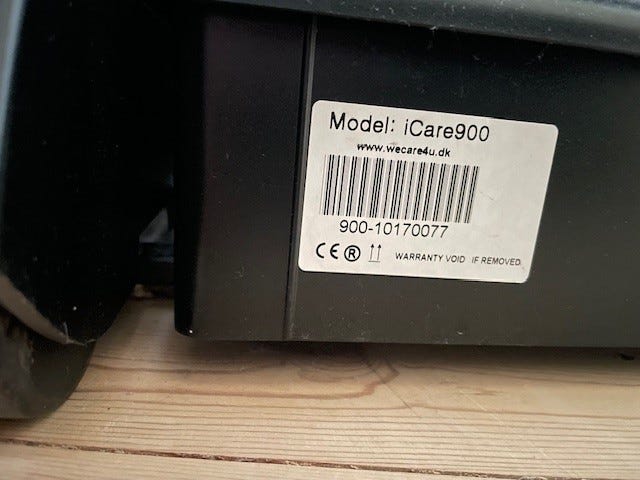 Model: iCare900
www.wecare4u.dk
900-10170077
CE ® ⇈ WARRANTY VOID IF REMOVED